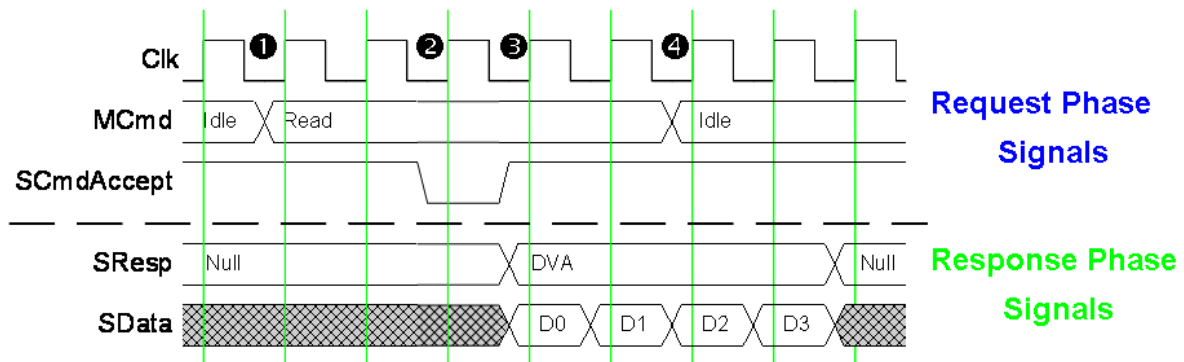 ❶ ❷ ❸ ❹
Clk
MCmd Idle Read Idle
Request Phase
Signals
SCmdAccept
SResp Null DVA Null
Response Phase
Signals
SData D0 D1 D2 D3